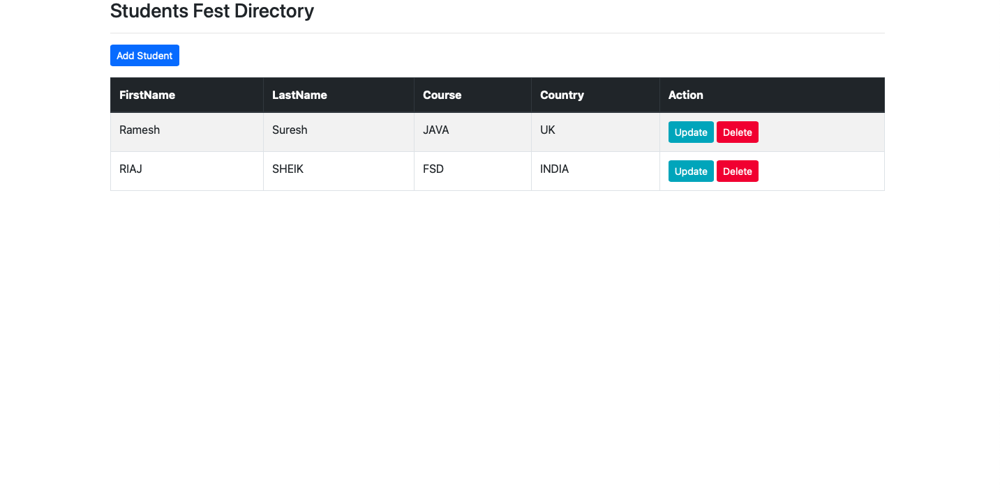 Students Fest Directory
Add Student
FirstName LastName Course Country Action
Ramesh Suresh JAVA UK Update Delete
RIAJ SHEIK FSD INDIA Update Delete